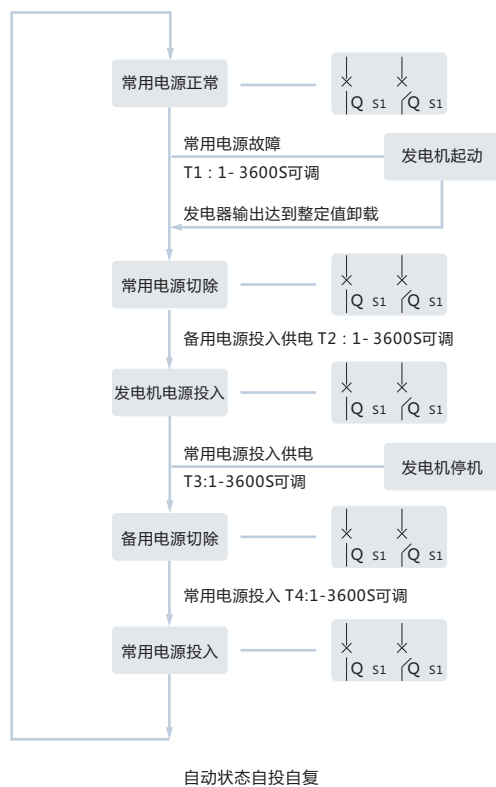 常用电源正常
Q S1 Q S1
常用电源故障
T1：1- 3600S可调
发电机起动
发电器输出达到整定值卸载
常用电源切除
Q S1 Q S1
备用电源投入供电 T2：1- 3600S可调
发电机电源投入
Q S1 Q S1
常用电源投入供电
T3:1-3600S可调
发电机停机
备用电源切除
Q S1 Q S1
常用电源投入 T4:1-3600S可调
常用电源投入
Q S1 Q S1
自动状态自投自复